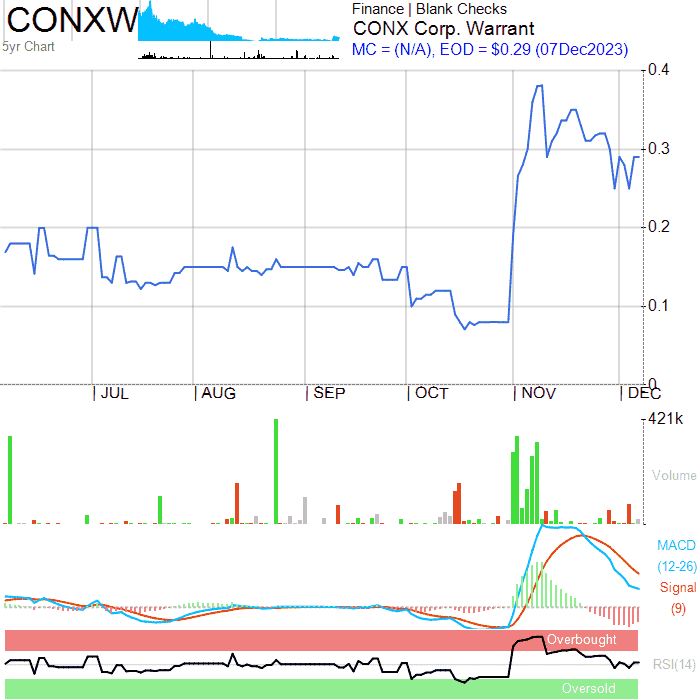 CONXW
5yr Chart
Finance | Blank Checks
CONX Corp. Warrant
MC = (N/A), EOD = $0.29 (07Dec2023)
0.4
0.3
0.2
0.1
0
JUL AUG SEP OCT NOV DEC
421k
Volume
MACD
(12-26)
Signal
(9)
Overbought
RSI(14)
Oversold